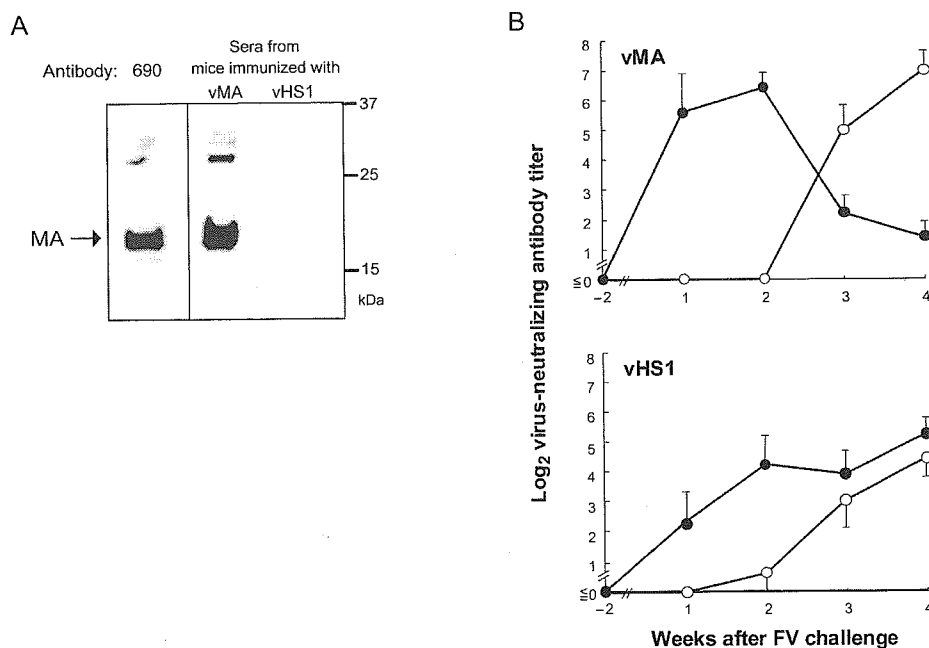 A
Antibody: 690
Sera from
mice immunized with
vMA vHS1
37
25
MA
15
kDa
B
Log2 virus-neutralizing antibody titer
vMA
8
7
6
5
4
3
2
1
≦0
−2 1 2 3 4
vHS1
8
7
6
5
4
3
2
1
≦0
−2 1 2 3 4
Weeks after FV challenge